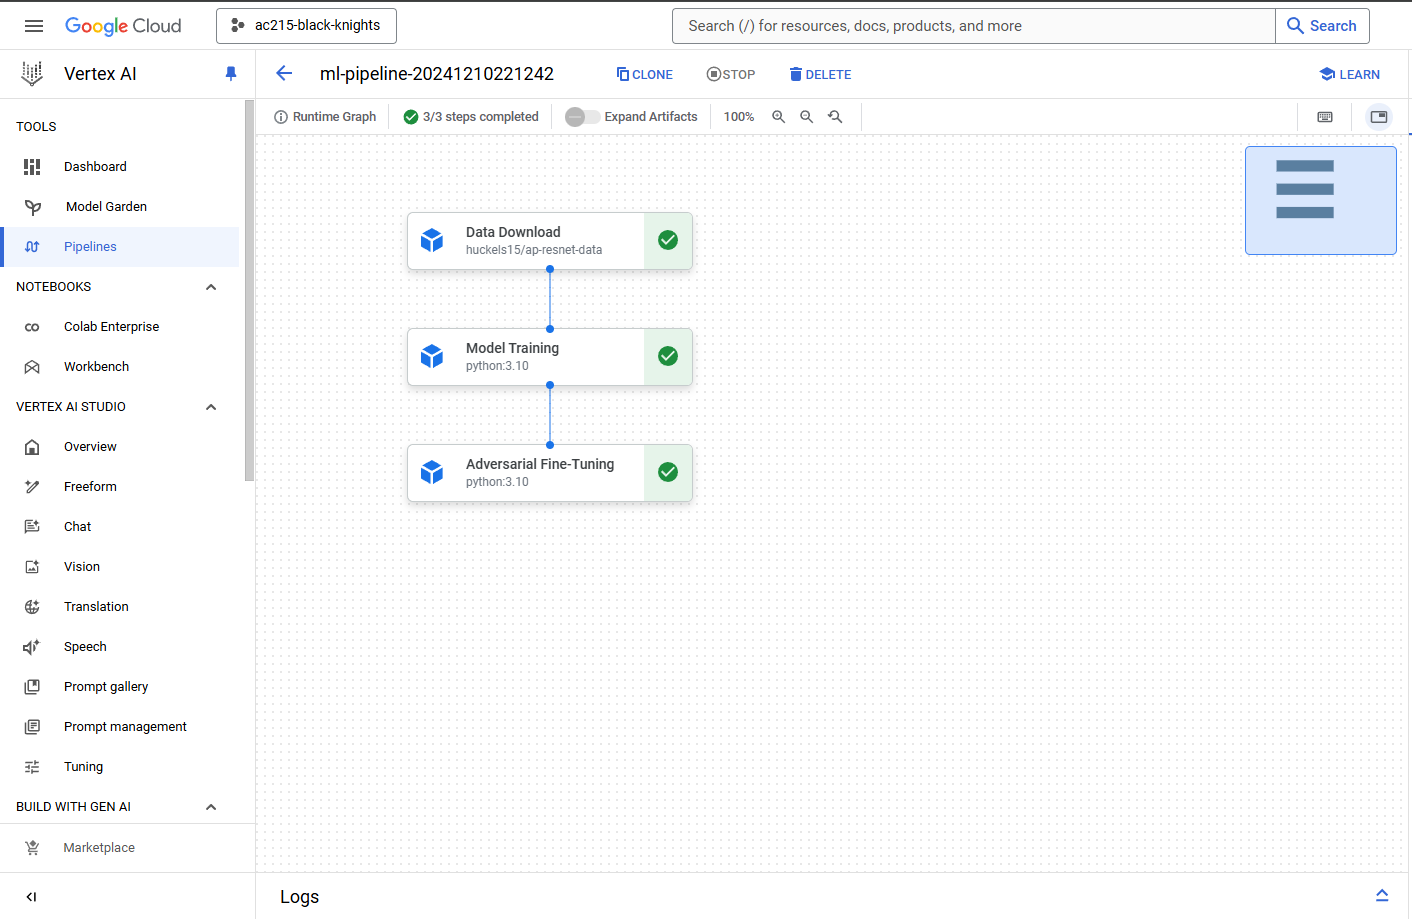 Google Cloud
ac215-black-knights
Search (/) for resources, docs, products, and more
Search
Vertex AI
ml-pipeline-20241210221242
CLONE
STOP
DELETE
LEARN
Runtime Graph
3/3 steps completed
Expand Artifacts
100%
TOOLS
Dashboard
Model Garden
Pipelines
NOTEBOOKS
Colab Enterprise
Workbench
VERTEX AI STUDIO
Overview
Freeform
Chat
Vision
Translation
Speech
Prompt gallery
Prompt management
Tuning
BUILD WITH GEN AI
Marketplace
Data Download
huckels15/ap-resnet-data
Model Training
python:3.10
Adversarial Fine-Tuning
python:3.10
Logs